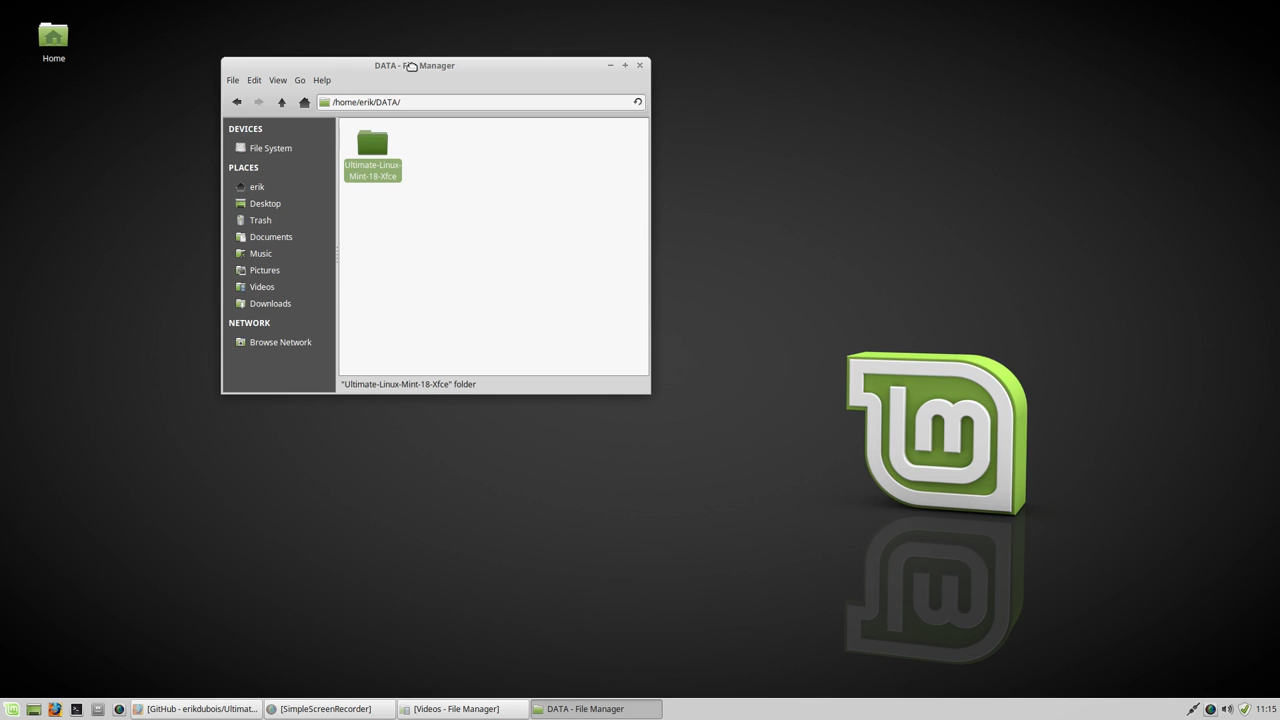 Home
DATA - File Manager
File Edit View Go Help
/home/erik/DATA/
DEVICES
File System
PLACES
erik
Desktop
Trash
Documents
Music
Pictures
Videos
Downloads
NETWORK
Browse Network
Ultimate-Linux-
Mint-18-Xfce
"Ultimate-Linux-Mint-18-Xfce" folder
[GitHub - erikdubois/Ultimat... [SimpleScreenRecorder] [Videos - File Manager] DATA - File Manager 11:15